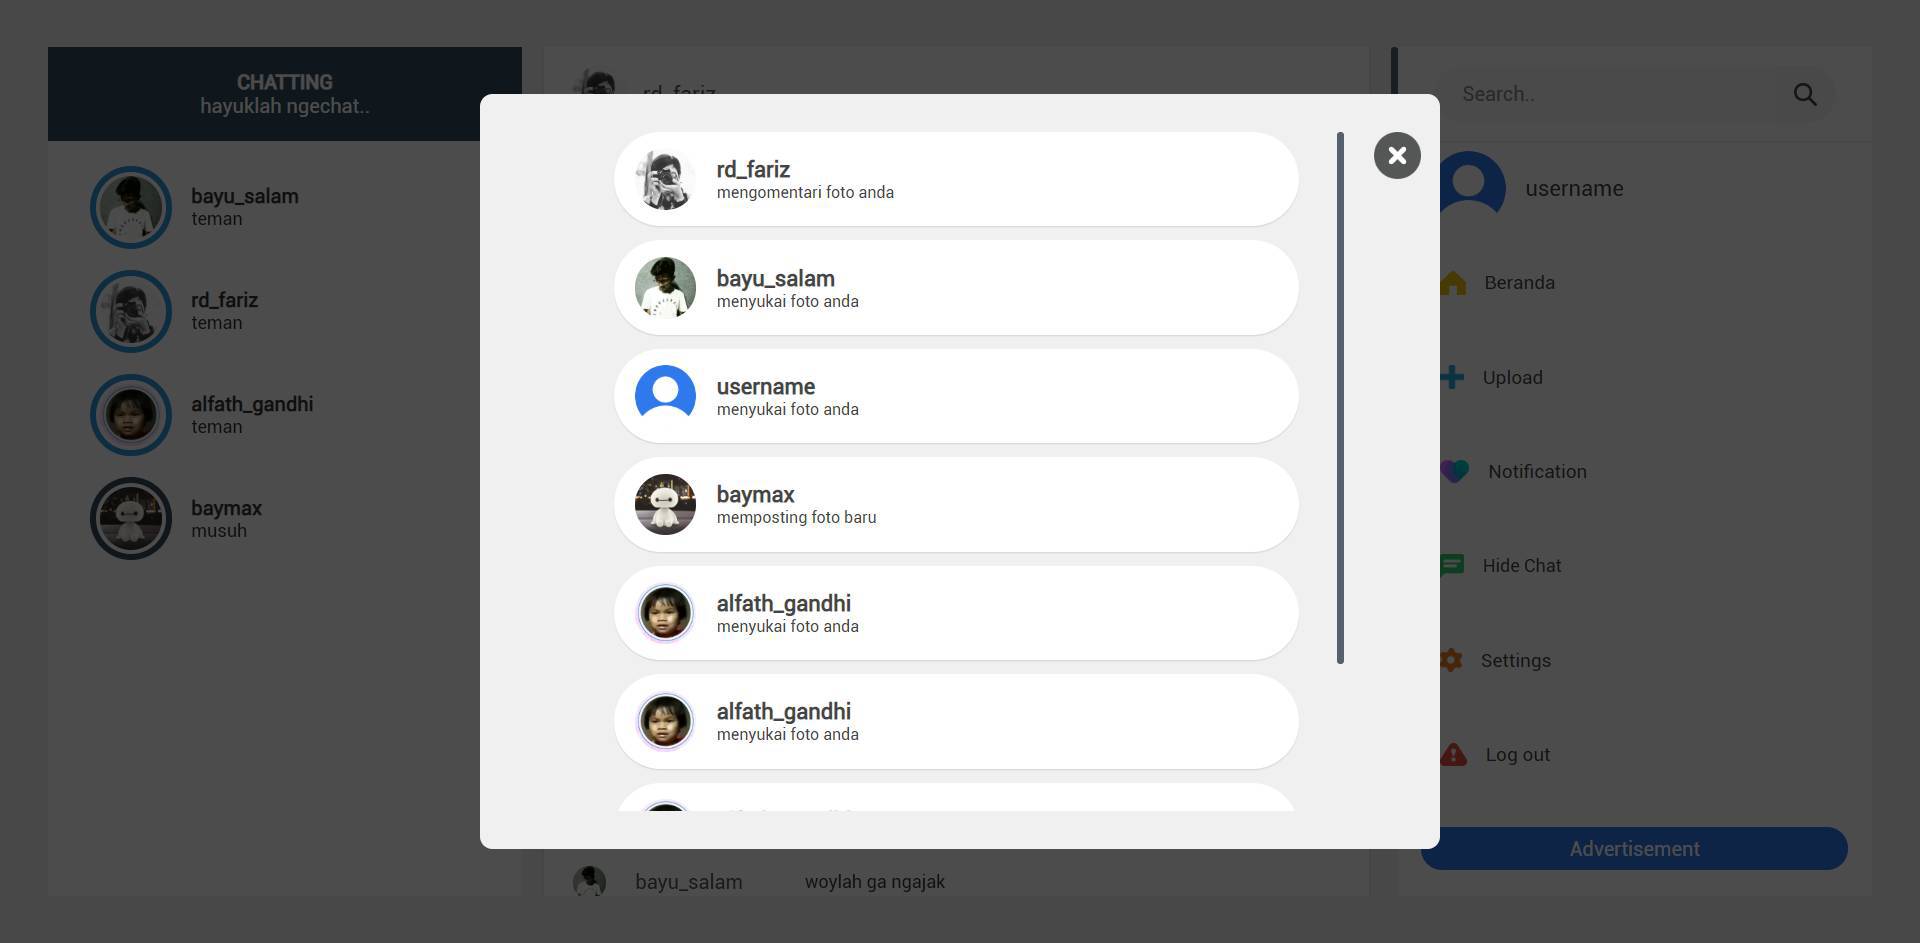 CHATTING
hayuklah ngechat..
bayu_salam
teman
rd_fariz
teman
alfath_gandhi
teman
baymax
musuh
rd_fariz
rd_fariz
mengomentari foto anda
bayu_salam
menyukai foto anda
username
menyukai foto anda
baymax
memposting foto baru
alfath_gandhi
menyukai foto anda
alfath_gandhi
menyukai foto anda
bayu_salam woylah ga ngajak
Search..
username
Beranda
Upload
Notification
Hide Chat
Settings
Log out
Advertisement